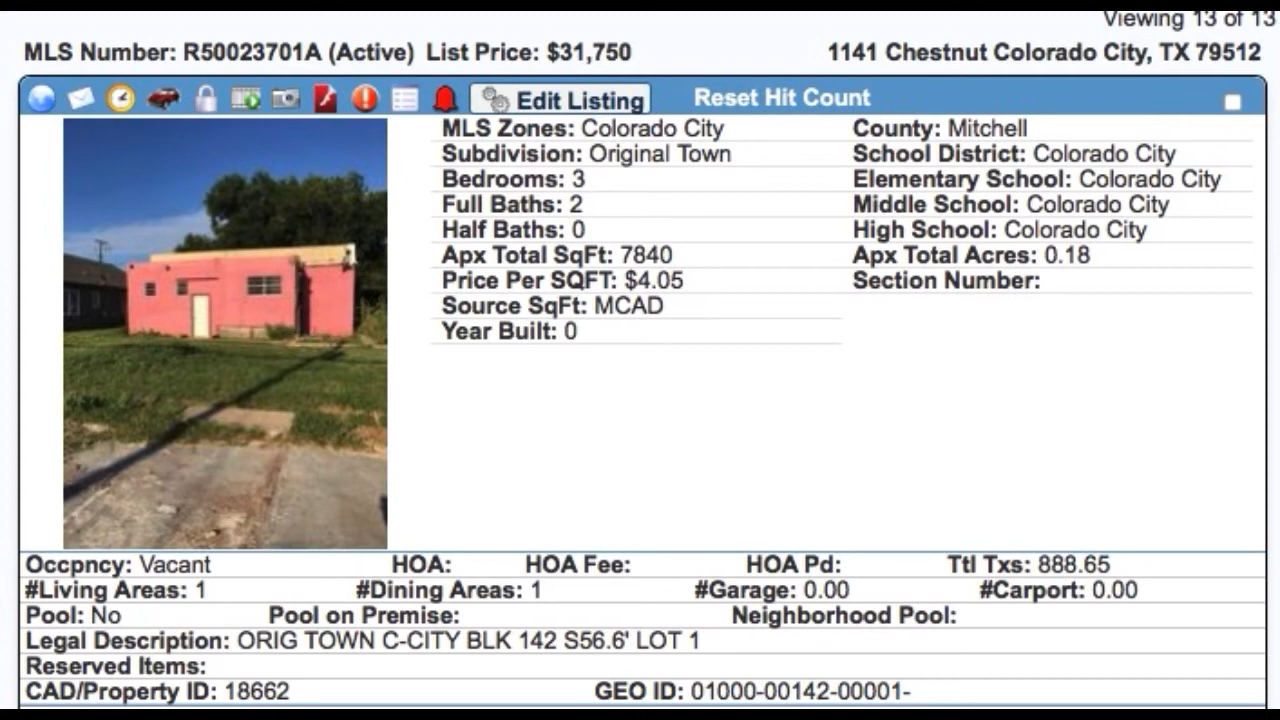 Viewing 13 of 13
MLS Number: R50023701A (Active) List Price: $31,750 1141 Chestnut Colorado City, TX 79512
Edit Listing Reset Hit Count
MLS Zones: Colorado City County: Mitchell
Subdivision: Original Town School District: Colorado City
Bedrooms: 3 Elementary School: Colorado City
Full Baths: 2 Middle School: Colorado City
Half Baths: 0 High School: Colorado City
Apx Total SqFt: 7840 Apx Total Acres: 0.18
Price Per SQFT: $4.05 Section Number:
Source SqFt: MCAD
Year Built: 0
Occpncy: Vacant HOA: HOA Fee: HOA Pd: Ttl Txs: 888.65
#Living Areas: 1 #Dining Areas: 1 #Garage: 0.00 #Carport: 0.00
Pool: No Pool on Premise: Neighborhood Pool:
Legal Description: ORIG TOWN C-CITY BLK 142 S56.6' LOT 1
Reserved Items:
CAD/Property ID: 18662 GEO ID: 01000-00142-00001-